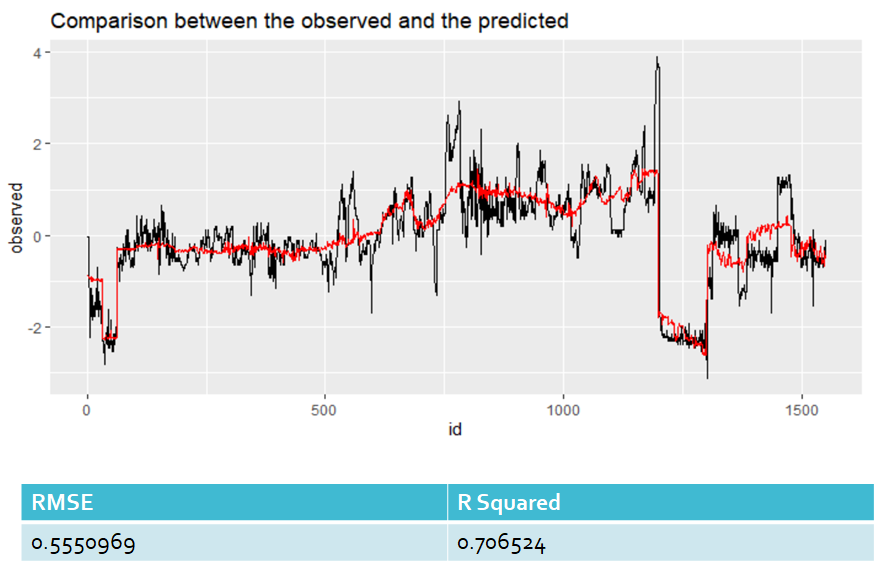 Comparison between the observed and the predicted
4
2
0
-2
observed
0 500 1000 1500
id
RMSE R Squared
0.5550969 0.706524